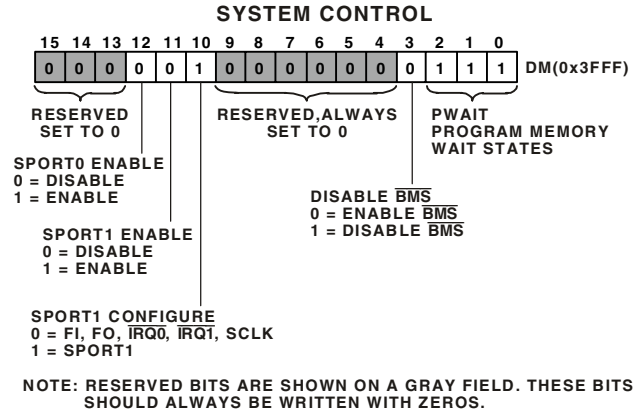 SYSTEM CONTROL
15 14 13 12 11 10 9 8 7 6 5 4 3 2 1 0
0 0 0 0 0 1 0 0 0 0 0 0 0 1 1 1 DM(0x3FFF)
RESERVED
SET TO 0
RESERVED,ALWAYS
SET TO 0
PWAIT
PROGRAM MEMORY
WAIT STATES
SPORT0 ENABLE
0 = DISABLE
1 = ENABLE
DISABLE BMS
0 = ENABLE BMS
1 = DISABLE BMS
SPORT1 ENABLE
0 = DISABLE
1 = ENABLE
SPORT1 CONFIGURE
0 = FI, FO, IRQ0, IRQ1, SCLK
1 = SPORT1
NOTE: RESERVED BITS ARE SHOWN ON A GRAY FIELD. THESE BITS
SHOULD ALWAYS BE WRITTEN WITH ZEROS.